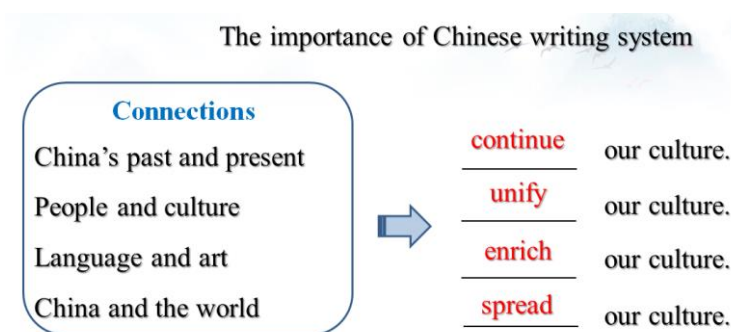 The importance of Chinese writing system
Connections
China's past and present
People and culture
Language and art
China and the world
continue our culture.
unify our culture.
enrich our culture.
spread our culture.